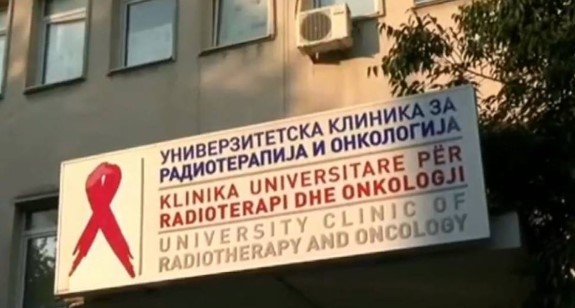 УНИВЕРЗИТЕТСКА КЛИНИКА ЗА
РАДИОТЕРАПИЈА И ОНКОЛОГИЈА
KLINIKA UNIVERSITARE PËR
RADIOTERAPI DHE ONKOLOGJI
UNIVERSITY CLINIC OF
RADIOTHERAPY AND ONCOLOGY